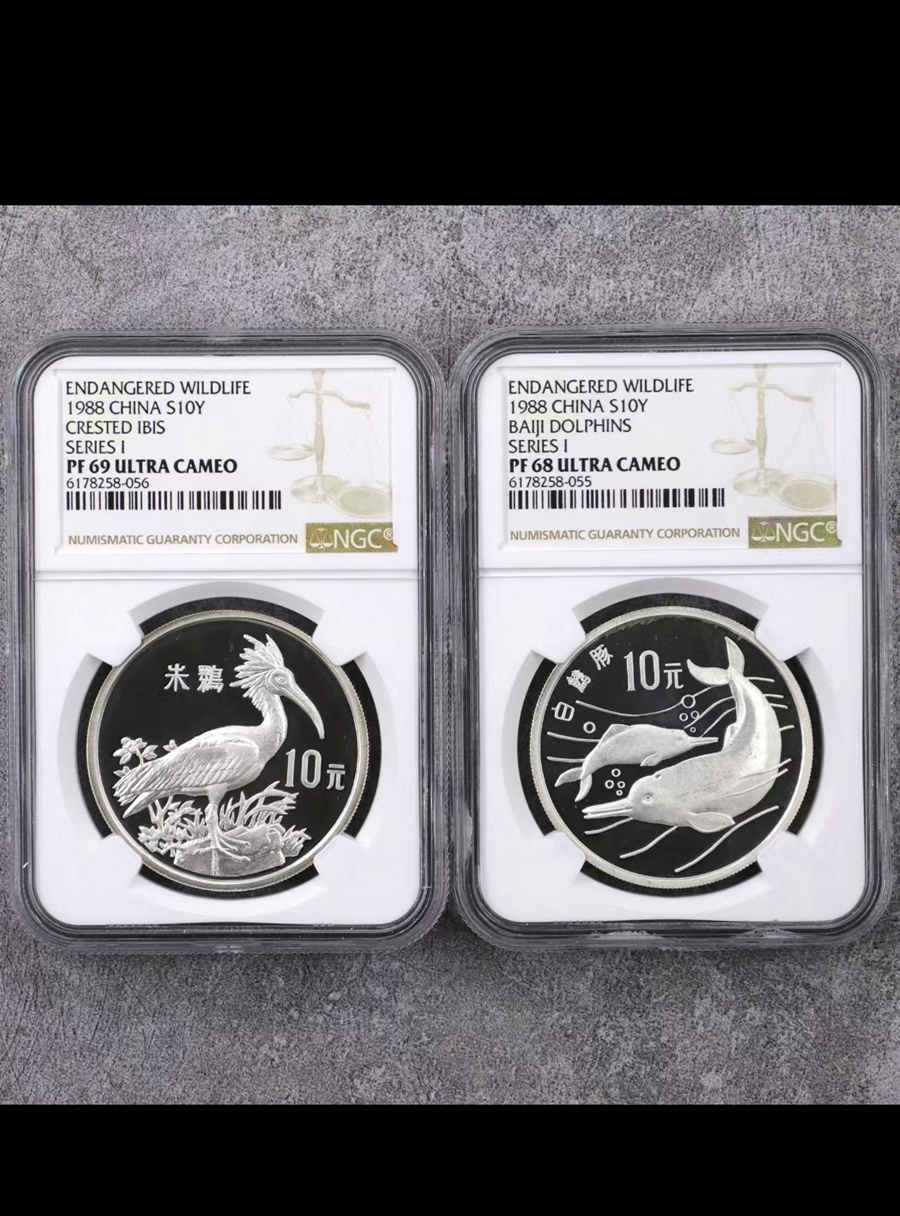 ENDANGERED WILDLIFE
1988 CHINA S10Y
CRESTED IBIS
SERIES I
PF 69 ULTRA CAMEO
6178258-056
NUMISMATIC GUARANTY CORPORATION NGC®
朱鹮
10元
ENDANGERED WILDLIFE
1988 CHINA S10Y
BAIJI DOLPHINS
SERIES I
PF 68 ULTRA CAMEO
6178258-055
NUMISMATIC GUARANTY CORPORATION NGC®
白鱀豚
10元